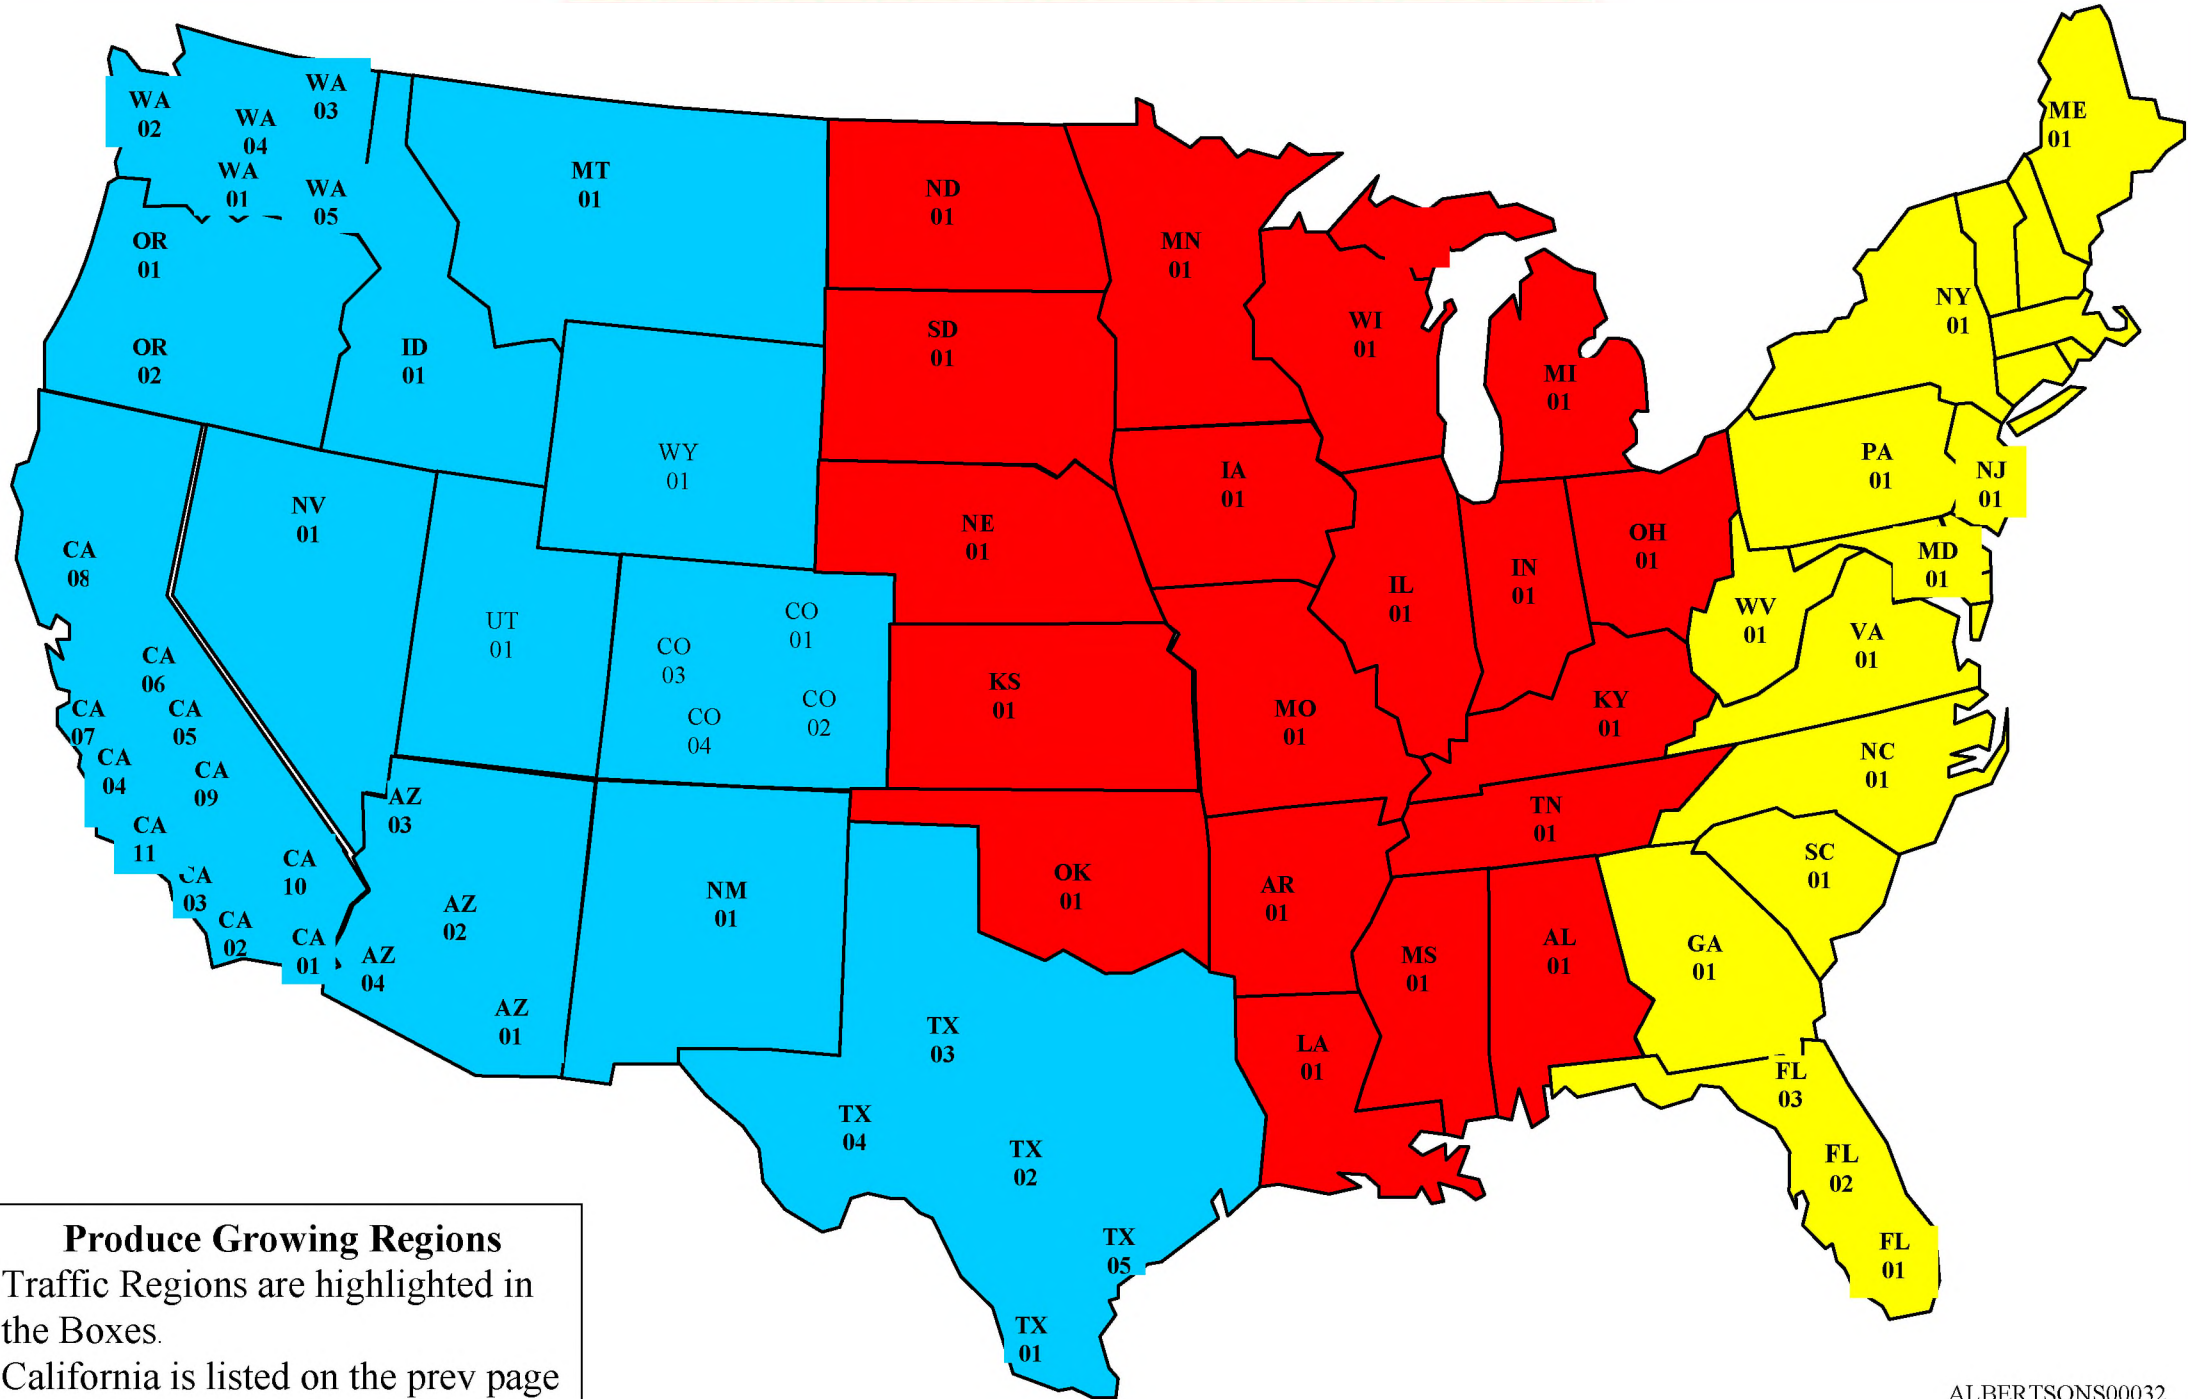 WA
03
WA
02
WA
04
WA
01
WA
05
OR
01
OR
02
ID
01
MT
01
WY
01
NV
01
UT
01
CO
01
CO
03
CO
02
CO
04
CA
08
CA
06
CA
07
CA
05
CA
04
CA
09
CA
11
CA
10
CA
03
CA
02
CA
01
AZ
03
AZ
02
AZ
04
AZ
01
NM
01
TX
03
TX
04
TX
02
TX
05
TX
01
ND
01
SD
01
NE
01
KS
01
OK
01
MN
01
IA
01
MO
01
AR
01
LA
01
WI
01
IL
01
MI
01
IN
01
OH
01
KY
01
TN
01
MS
01
AL
01
ME
01
NY
01
PA
01
NJ
01
MD
01
WV
01
VA
01
NC
01
SC
01
GA
01
FL
03
FL
02
FL
01
Produce Growing Regions
Traffic Regions are highlighted in
the Boxes.
California is listed on the prev page
ALBERTSONS00032